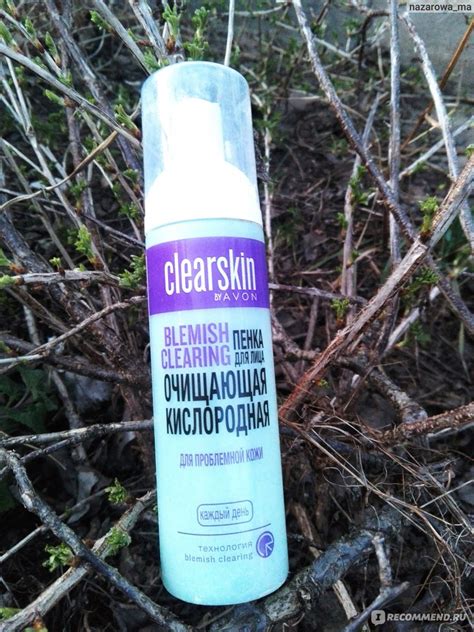 nazarowa_ma
clearskin
BY AVON
BLEMISH
CLEARING
ПЕНКА
ДЛЯ ЛИЦА
ОЧИЩАЮЩАЯ
КИСЛОРОДНАЯ
ДЛЯ ПРОБЛЕМНОЙ КОЖИ
каждый день
технология
blemish clearing
IRECOMMEND.RU